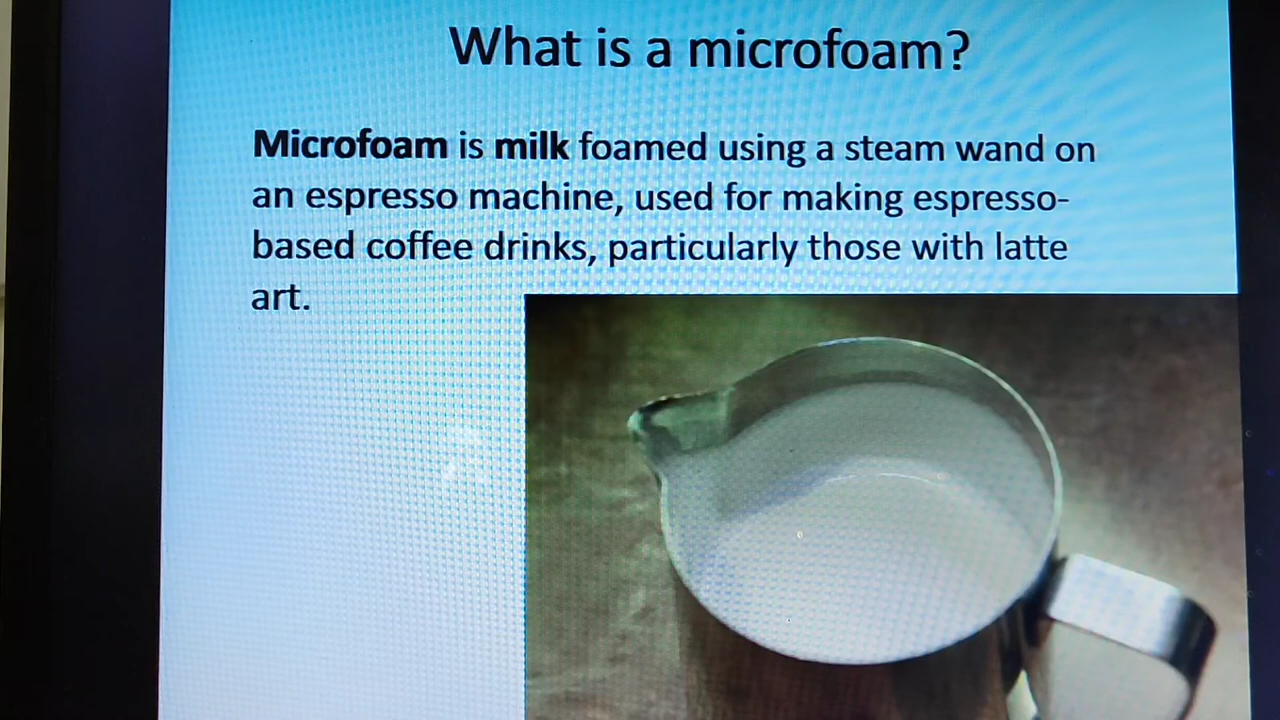 What is a microfoam?
Microfoam is milk foamed using a steam wand on
an espresso machine, used for making espresso-
based coffee drinks, particularly those with latte
art.